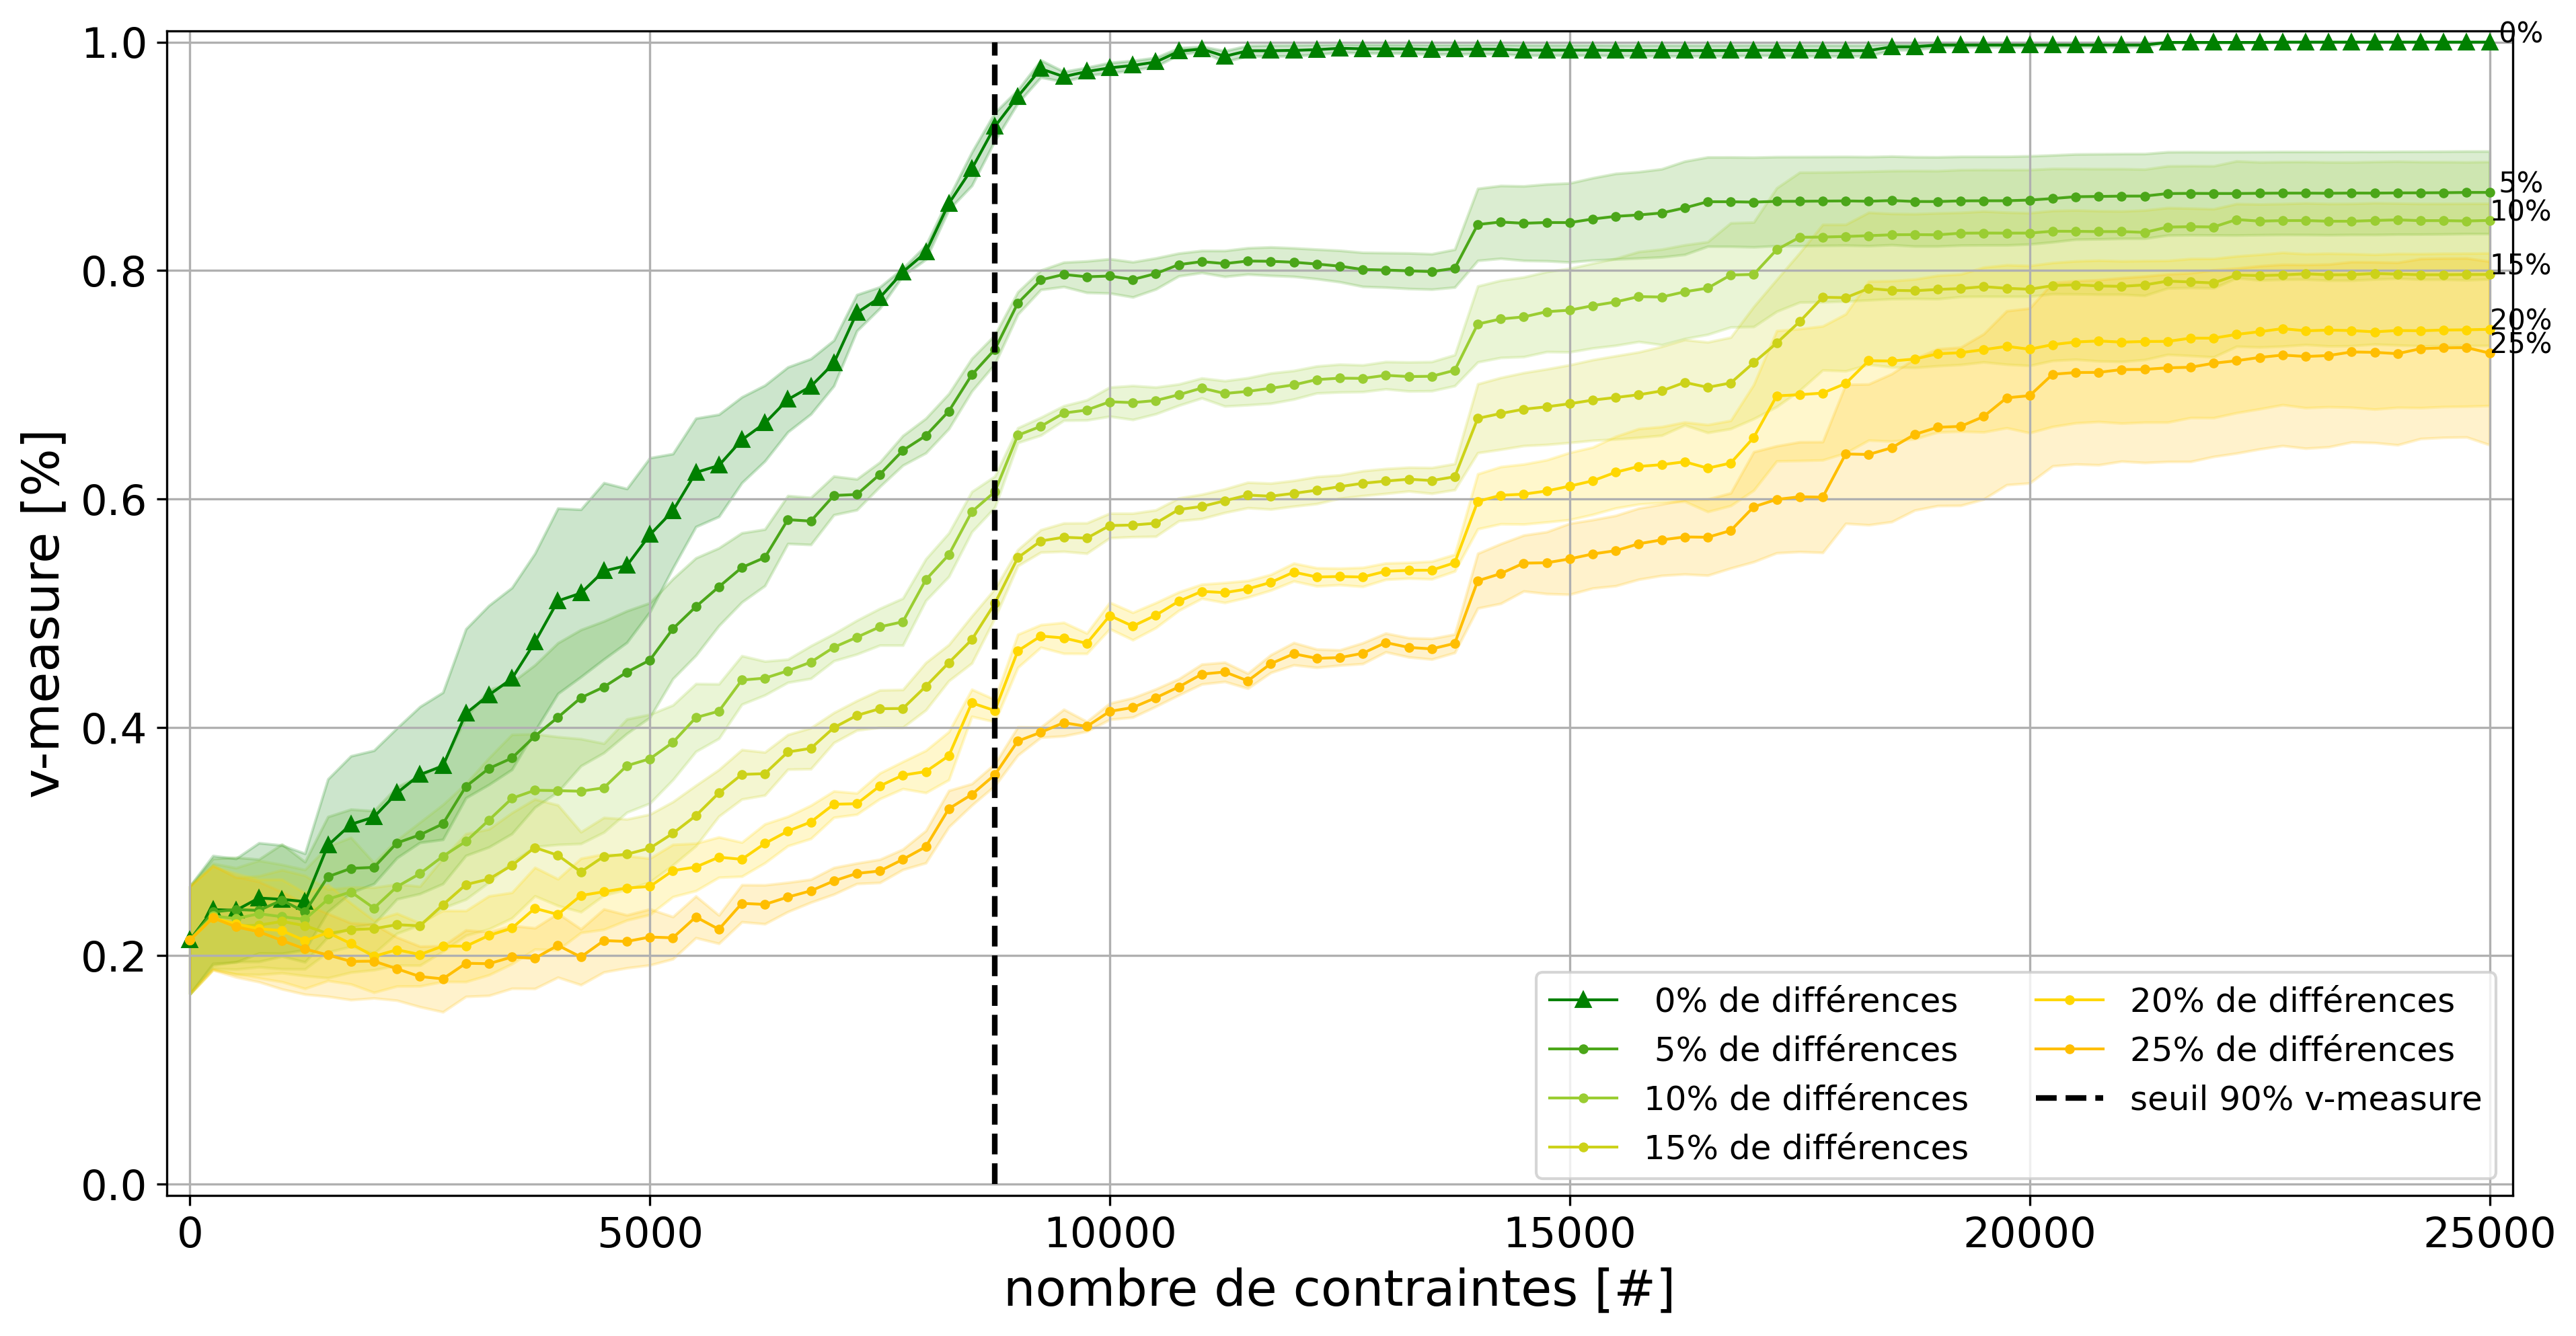 1.0
0.8
0.6
0.4
0.2
0.0
v-measure [%]
0%
5%
10%
15%
20%
25%
0% de différences
5% de différences
10% de différences
15% de différences
20% de différences
25% de différences
seuil 90% v-measure
0 5000 10000 15000 20000 25000
nombre de contraintes [#]